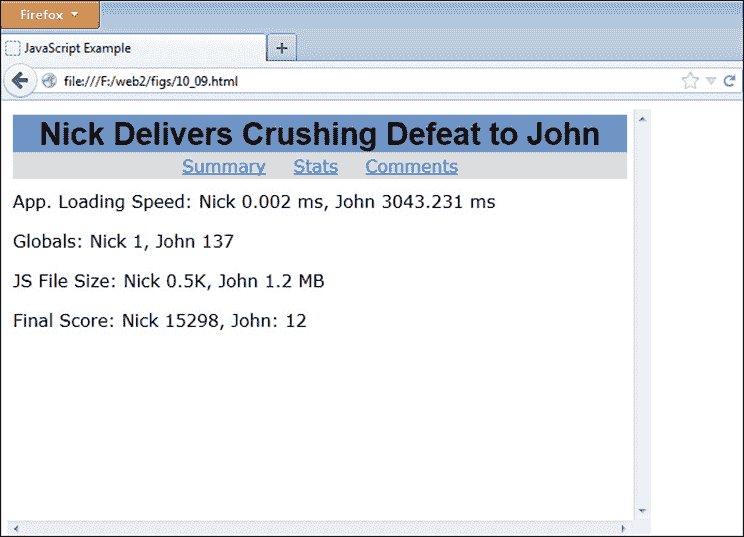 Firefox
JavaScript Example
file:///F:/web2/figs/10_09.html
Nick Delivers Crushing Defeat to John
Summary Stats Comments
App. Loading Speed: Nick 0.002 ms, John 3043.231 ms
Globals: Nick 1, John 137
JS File Size: Nick 0.5K, John 1.2 MB
Final Score: Nick 15298, John: 12